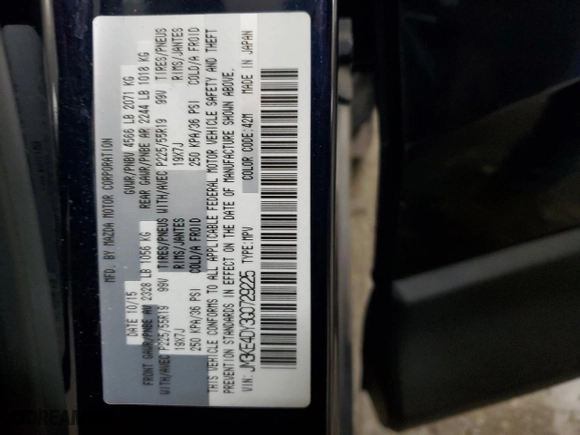 MFD. BY MAZDA MOTOR CORPORATION
DATE 10/15 GVWR/PNBV 4566 LB 2071 KG
FRONT GAWR/PNBE AV 2328 LB 1056 KG REAR GAWR/PNBE AR 2244 LB 1018 KG
WITH/AVEC P225/55R19 99V TIRES/PNEUS WITH/AVEC P225/55R19 99V TIRES/PNEUS
19X7J RIMS/JANTES 19X7J RIMS/JANTES
250 KPA/36 PSI COLD/A FROID 250 KPA/36 PSI COLD/A FROID
THIS VEHICLE CONFORMS TO ALL APPLICABLE FEDERAL MOTOR VEHICLE SAFETY AND THEFT
PREVENTION STANDARDS IN EFFECT ON THE DATE OF MANUFACTURE SHOWN ABOVE.
COLOR CODE:42M MADE IN JAPAN
VIN: JM3KE4DY3G0729225 TYPE:MPV